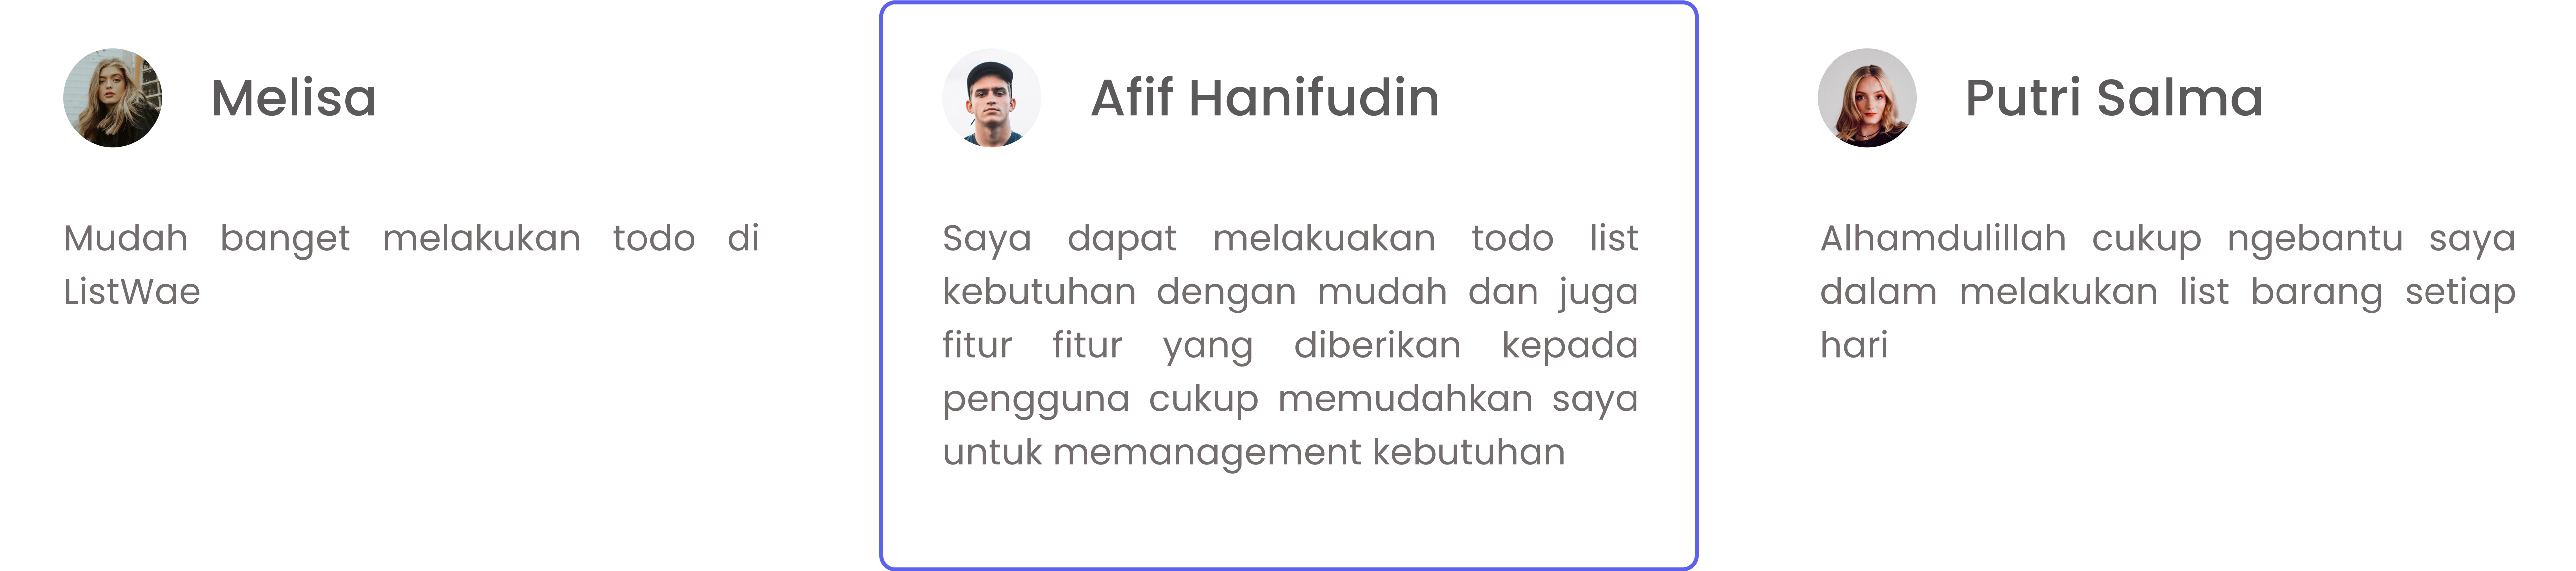 Melisa
Mudah banget melakukan todo di
ListWae
Afif Hanifudin
Saya dapat melakuakan todo list
kebutuhan dengan mudah dan juga
fitur fitur yang diberikan kepada
pengguna cukup memudahkan saya
untuk memanagement kebutuhan
Putri Salma
Alhamdulillah cukup ngebantu saya
dalam melakukan list barang setiap
hari